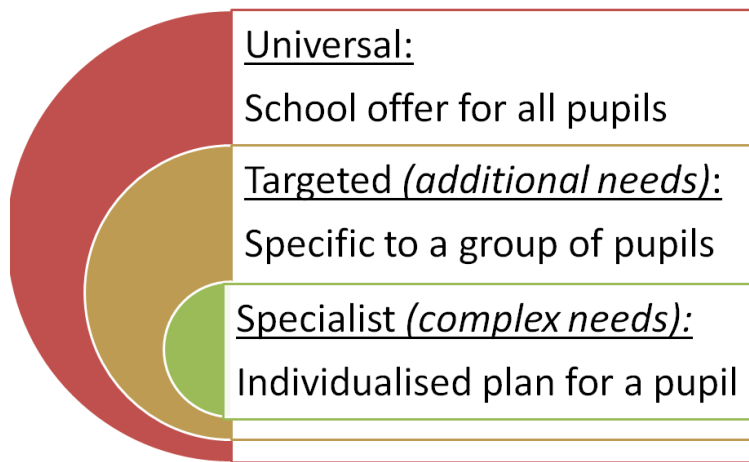 Universal:
School offer for all pupils
Targeted (additional needs):
Specific to a group of pupils
Specialist (complex needs):
Individualised plan for a pupil